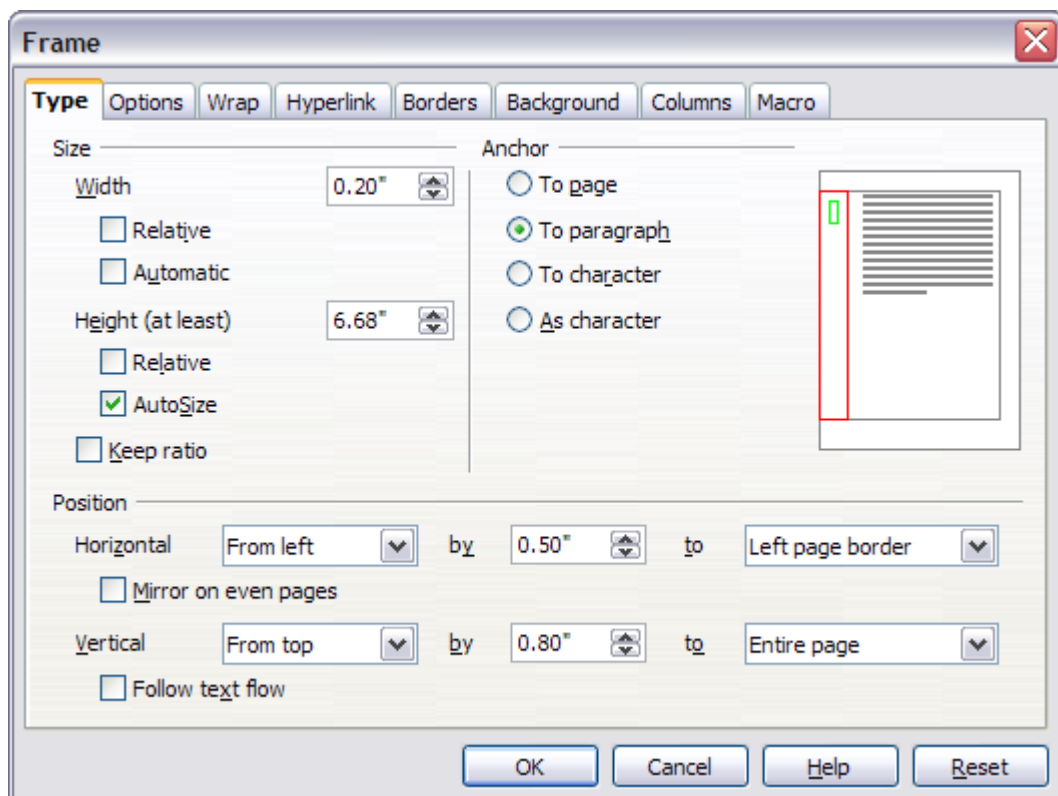 Frame
Type Options Wrap Hyperlink Borders Background Columns Macro
Size Anchor
Width 0.20" To page
Relative To paragraph
Automatic To character
Height (at least) 6.68" As character
Relative
AutoSize
Keep ratio
Position
Horizontal From left by 0.50" to Left page border
Mirror on even pages
Vertical From top by 0.80" to Entire page
Follow text flow
OK Cancel Help Reset